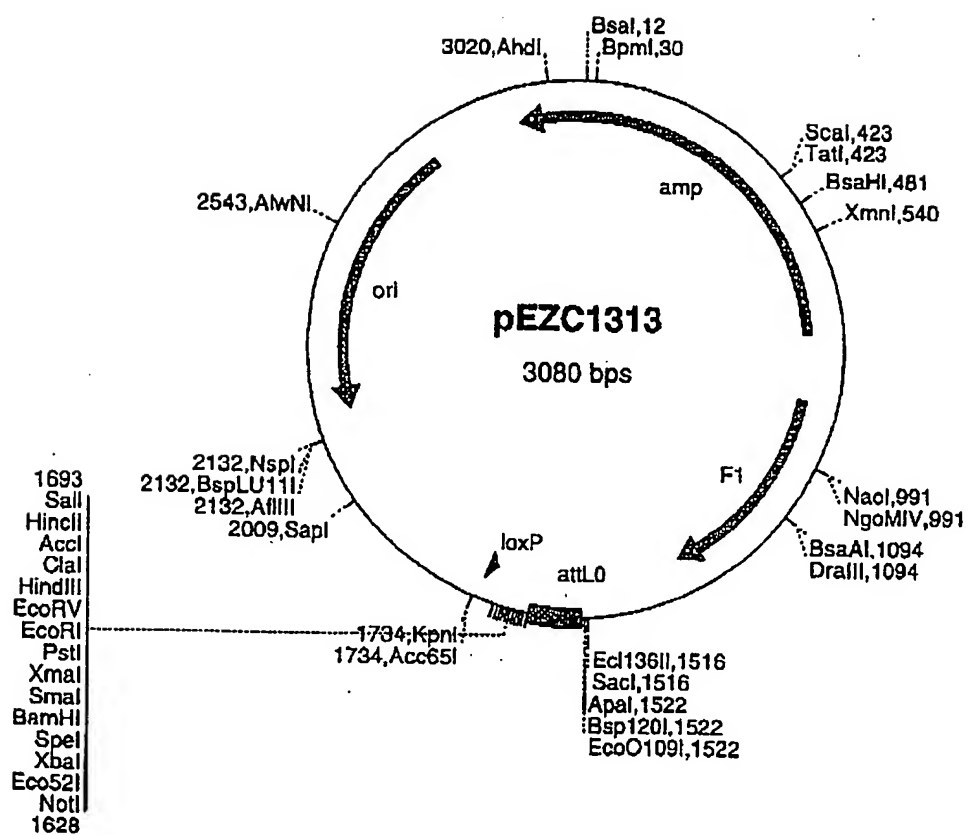 BsaI,12
3020,AhdI
BpmI,30
ScaI,423
TatI,423
amp
BsaHI,481
2543,AlwNI
XmnI,540
ori
pEZC1313
3080 bps
2132,NspI
F1
1693
2132,BspLU11I
NaoI,991
SalI
2132,AflIII
NgoMIV,991
HincII
2009,SapI
BsaAI,1094
AccI
loxP
DraIII,1094
ClaI
attL0
HindIII
EcoRV
EcoRI
1734,KpnI
PstI
1734,Acc65I
Ecl136II,1516
XmaI
SacI,1516
SmaI
ApaI,1522
BamHI
Bsp120I,1522
SpeI
EcoO109I,1522
XbaI
Eco52I
NotI
1628